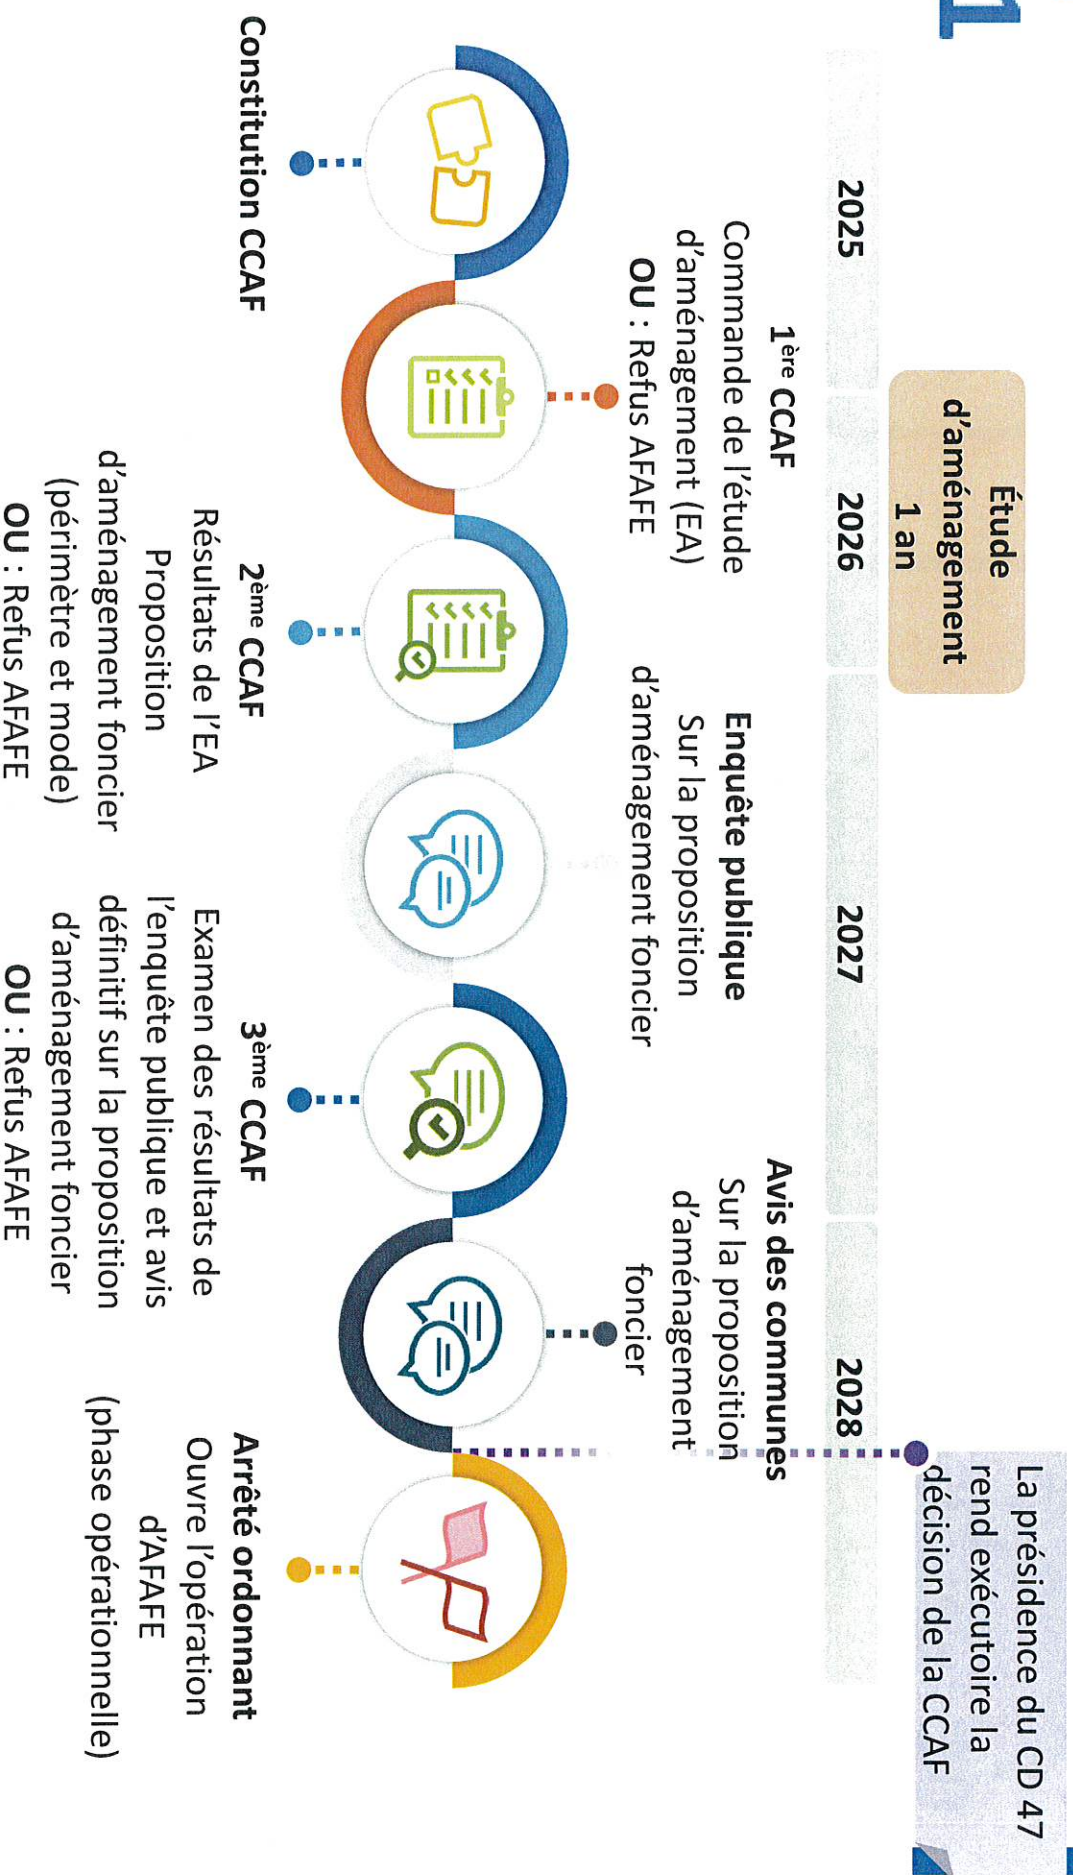 1
Étude
d'aménagement
1 an
La présidence du CD 47
rend exécutoire la
décision de la CCAF
2025
2026
2027
2028
1ère CCAF
Commande de l'étude
d'aménagement (EA)
OU : Refus AFAFE
Enquête publique
Sur la proposition
d'aménagement foncier
Avis des communes
Sur la proposition
d'aménagement
foncier
Constitution CCAF
2ème CCAF
Résultats de l'EA
Proposition
d'aménagement foncier
(périmètre et mode)
OU : Refus AFAFE
3ème CCAF
Examen des résultats de
l'enquête publique et avis
définitif sur la proposition
d'aménagement foncier
OU : Refus AFAFE
Arrêté ordonnant
Ouvre l'opération
d'AFAFE
(phase opérationnelle)